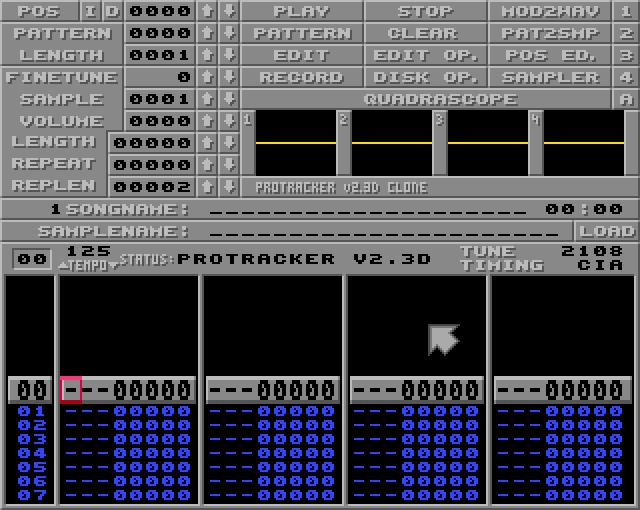 POS I D 0000 PLAY STOP MOD2WAV 1
PATTERN 0000 PATTERN CLEAR PAT2SMP 2
LENGTH 0001 EDIT EDIT OP. POS ED. 3
FINETUNE 0 RECORD DISK OP. SAMPLER 4
SAMPLE 0001 QUADRASCOPE A
VOLUME 0000 1 2 3 4
LENGTH 00000
REPEAT 00000
REPLEN 00002 PROTRACKER v2.3D CLONE
1 SONGNAME: ____________________ 00:00
SAMPLENAME: ______________________ LOAD
00 125 TEMPO STATUS: PROTRACKER V2.3D TUNE 2108
TIMING CIA
00 ---00000 ---00000 ---00000 ---00000
01 ---00000 ---00000 ---00000 ---00000
02 ---00000 ---00000 ---00000 ---00000
03 ---00000 ---00000 ---00000 ---00000
04 ---00000 ---00000 ---00000 ---00000
05 ---00000 ---00000 ---00000 ---00000
06 ---00000 ---00000 ---00000 ---00000
07 ---00000 ---00000 ---00000 ---00000